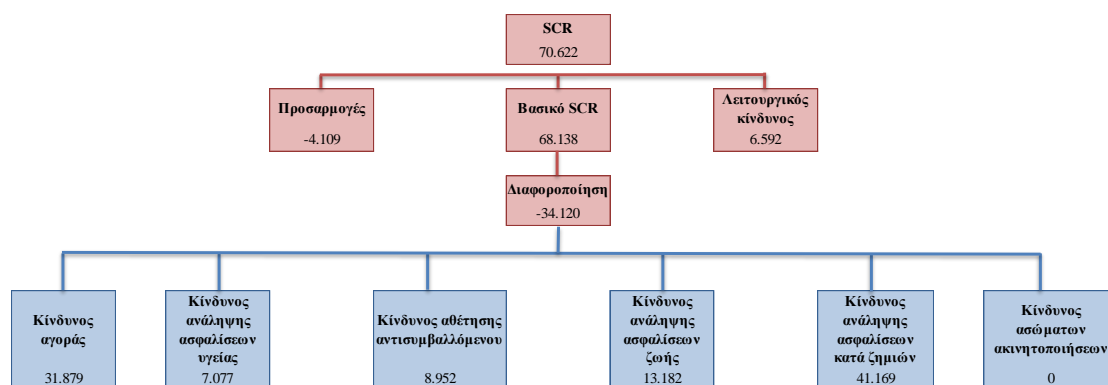 SCR
70.622
Προσαρμογές
-4.109
Βασικό SCR
68.138
Λειτουργικός
κίνδυνος
6.592
Διαφοροποίηση
-34.120
Κίνδυνος
αγοράς
31.879
Κίνδυνος
ανάληψης
ασφαλίσεων
υγείας
7.077
Κίνδυνος αθέτησης
αντισυμβαλλόμενου
8.952
Κίνδυνος
ανάληψης
ασφαλίσεων
ζωής
13.182
Κίνδυνος
ανάληψης
ασφαλίσεων
κατά ζημιών
41.169
Κίνδυνος
ασώματων
ακινητοποιήσεων
0